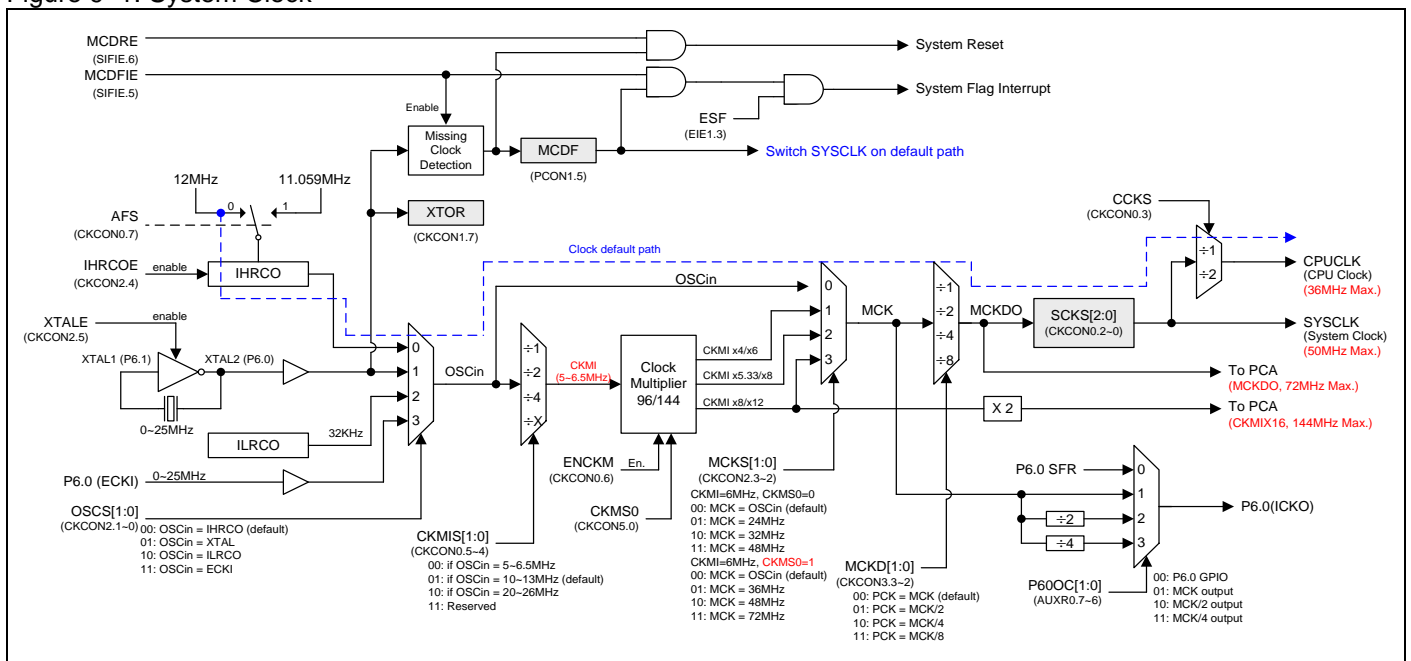 MCDRE
(SIFIE.6)
System Reset
MCDFIE
(SIFIE.5)
System Flag Interrupt
Enable
ESF
(EIE1.3)
Missing
Clock
Detection
MCDF
(PCON1.5)
Switch SYSCLK on default path
12MHz
11.059MHz
0
1
AFS
(CKCON0.7)
XTOR
(CKCON1.7)
CCKS
(CKCON0.3)
Clock default path
IHRCOE
(CKCON2.4)
enable
IHRCO
OSCin
÷1
÷2
CPUCLK
(CPU Clock)
(36MHz Max.)
XTALE
(CKCON2.5)
enable
XTAL1 (P6.1)
XTAL2 (P6.0)
0~25MHz
ILRCO
32KHz
P6.0 (ECKI)
0~25MHz
0
1
2
3
OSCin
÷1
÷2
÷4
÷X
CKMI
(5~6.5MHz)
Clock
Multiplier
96/144
CKMI x4/x6
CKMI x5.33/x8
CKMI x8/x12
0
1
2
3
MCK
÷1
÷2
÷4
÷8
MCKDO
SCKS[2:0]
(CKCON0.2~0)
SYSCLK
(System Clock)
(50MHz Max.)
To PCA
(MCKDO, 72MHz Max.)
X 2
To PCA
(CKMIX16, 144MHz Max.)
OSCS[1:0]
(CKCON2.1~0)
00: OSCin = IHRCO (default)
01: OSCin = XTAL
10: OSCin = ILRCO
11: OSCin = ECKI
CKMIS[1:0]
(CKCON0.5~4)
00: if OSCin = 5~6.5MHz
01: if OSCin = 10~13MHz (default)
10: if OSCin = 20~26MHz
11: Reserved
ENCKM
(CKCON0.6)
En.
CKMS0
(CKCON5.0)
MCKS[1:0]
(CKCON2.3~2)
CKMI=6MHz, CKMS0=0
00: MCK = OSCin (default)
01: MCK = 24MHz
10: MCK = 32MHz
11: MCK = 48MHz
CKMI=6MHz, CKMS0=1
00: MCK = OSCin (default)
01: MCK = 36MHz
10: MCK = 48MHz
11: MCK = 72MHz
MCKD[1:0]
(CKCON3.3~2)
00: PCK = MCK (default)
01: PCK = MCK/2
10: PCK = MCK/4
11: PCK = MCK/8
P6.0 SFR
÷2
÷4
0
1
2
3
P6.0(ICKO)
P60OC[1:0]
(AUXR0.7~6)
00: P6.0 GPIO
01: MCK output
10: MCK/2 output
11: MCK/4 output